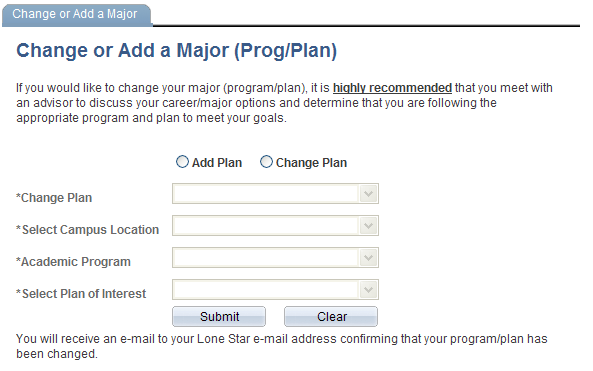 Change or Add a Major
Change or Add a Major (Prog/Plan)
If you would like to change your major (program/plan), it is highly recommended that you meet with
an advisor to discuss your career/major options and determine that you are following the
appropriate program and plan to meet your goals.
Add Plan Change Plan
*Change Plan
*Select Campus Location
*Academic Program
*Select Plan of Interest
Submit Clear
You will receive an e-mail to your Lone Star e-mail address confirming that your program/plan has
been changed.